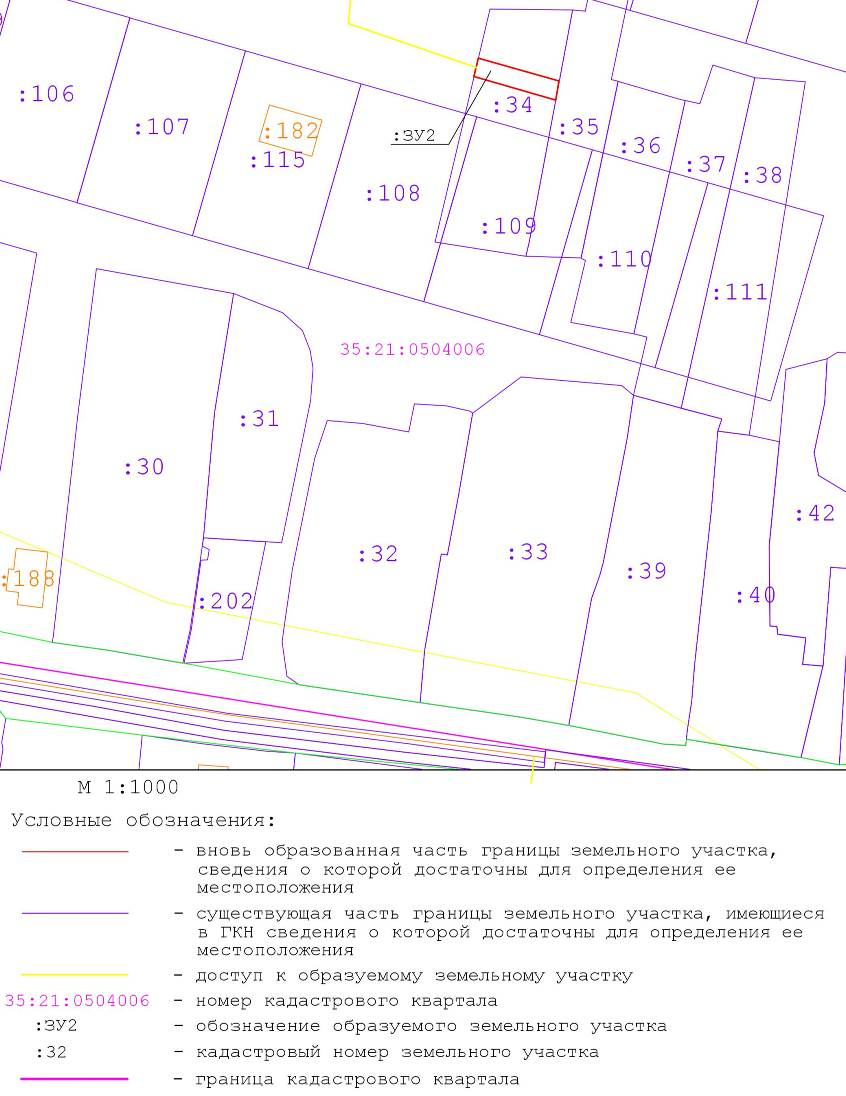 :106
:107
:182
:115
:108
:ЗУ2
:34
:35
:36
:37
:38
:109
:110
:111
35:21:0504006
:31
:30
:32
:33
:39
:40
:42
:188
:202
М 1:1000
Условные обозначения:
- вновь образованная часть границы земельного участка,
сведения о которой достаточны для определения ее
местоположения
- существующая часть границы земельного участка, имеющиеся
в ГКН сведения о которой достаточны для определения ее
местоположения
- доступ к образуемому земельному участку
35:21:0504006 - номер кадастрового квартала
:ЗУ2 - обозначение образуемого земельного участка
:32 - кадастровый номер земельного участка
- граница кадастрового квартала